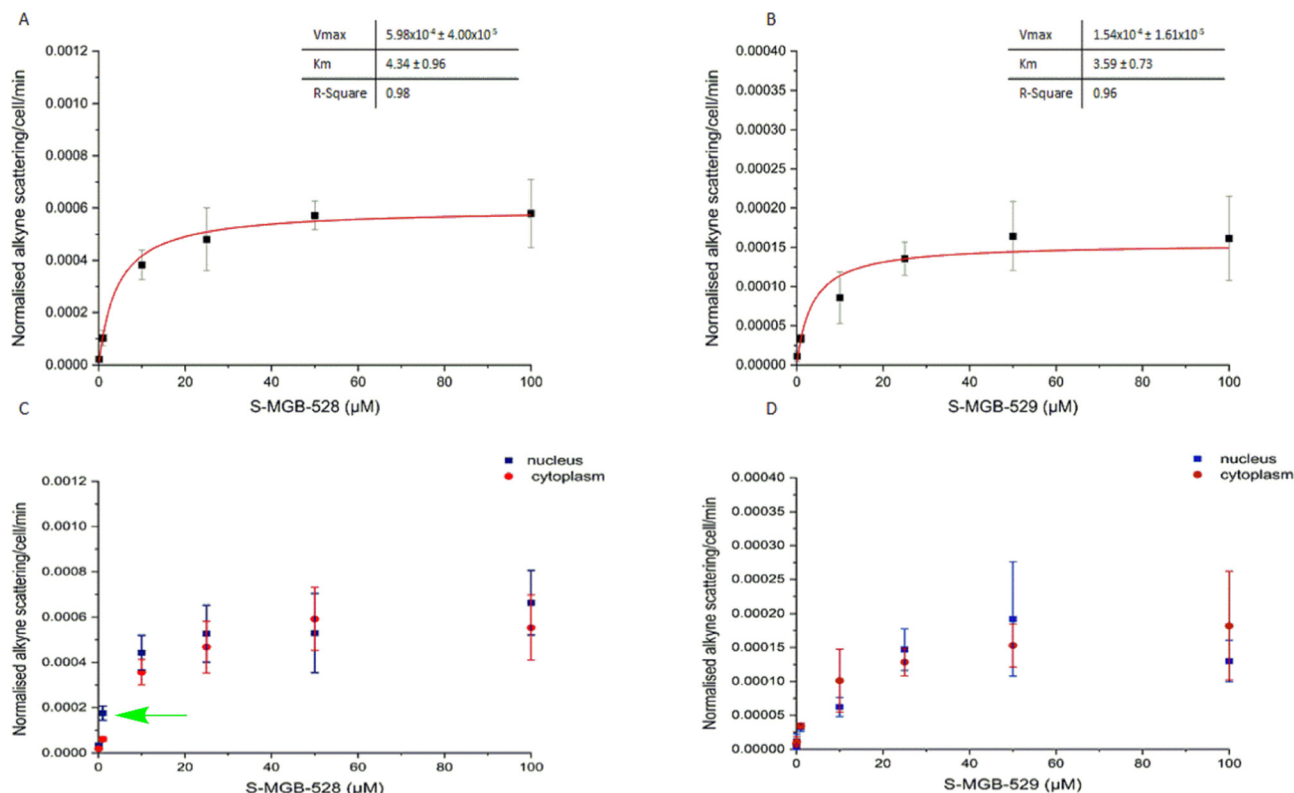 A
Vmax 5.98x10⁻⁴ ± 4.00x10⁻⁵
Km 4.34 ± 0.96
R-Square 0.98
Normalised alkyne scattering/cell/min
0.0012
0.0010
0.0008
0.0006
0.0004
0.0002
0.0000
0 20 40 60 80 100
S-MGB-528 (µM)
B
Vmax 1.54x10⁻⁴ ± 1.61x10⁻⁵
Km 3.59 ± 0.73
R-Square 0.96
Normalised alkyne scattering/cell/min
0.00040
0.00035
0.00030
0.00025
0.00020
0.00015
0.00010
0.00005
0.00000
0 20 40 60 80 100
S-MGB-529 (µM)
C
nucleus
cytoplasm
Normalised alkyne scattering/cell/min
0.0012
0.0010
0.0008
0.0006
0.0004
0.0002
0.0000
0 20 40 60 80 100
S-MGB-528 (µM)
D
nucleus
cytoplasm
Normalised alkyne scattering/cell/min
0.00040
0.00035
0.00030
0.00025
0.00020
0.00015
0.00010
0.00005
0.00000
0 20 40 60 80 100
S-MGB-529 (µM)